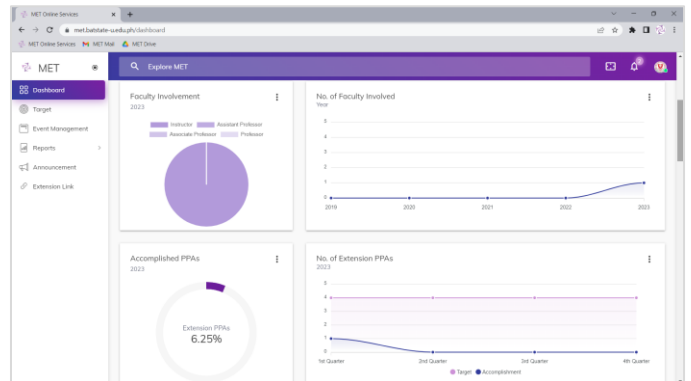 MET Online Services
met.batstate-u.edu.ph/dashboard
MET Online Services MET Mail MET Drive
MET
Explore MET
2
V
Dashboard
Target
Event Management
Reports
Announcement
Extension Link
Faculty Involvement
2023
Instructor Assistant Professor
Associate Professor Professor
No. of Faculty Involved
Year
5
4
3
2
1
0
2019 2020 2021 2022 2023
Accomplished PPAs
2023
Extension PPAs
6.25%
No. of Extension PPAs
2023
5
4
3
2
1
0
1st Quarter 2nd Quarter 3rd Quarter 4th Quarter
Target Accomplishment